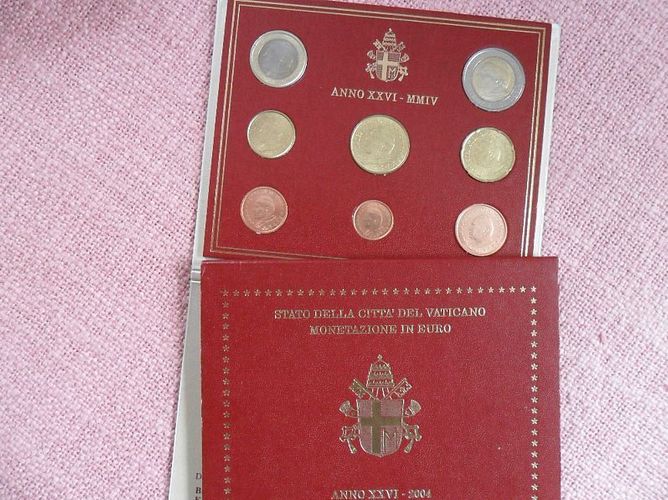 ANNO XXVI - MMIV
STATO DELLA CITTA' DEL VATICANO
MONETAZIONE IN EURO
ANNO XXVI - 2004